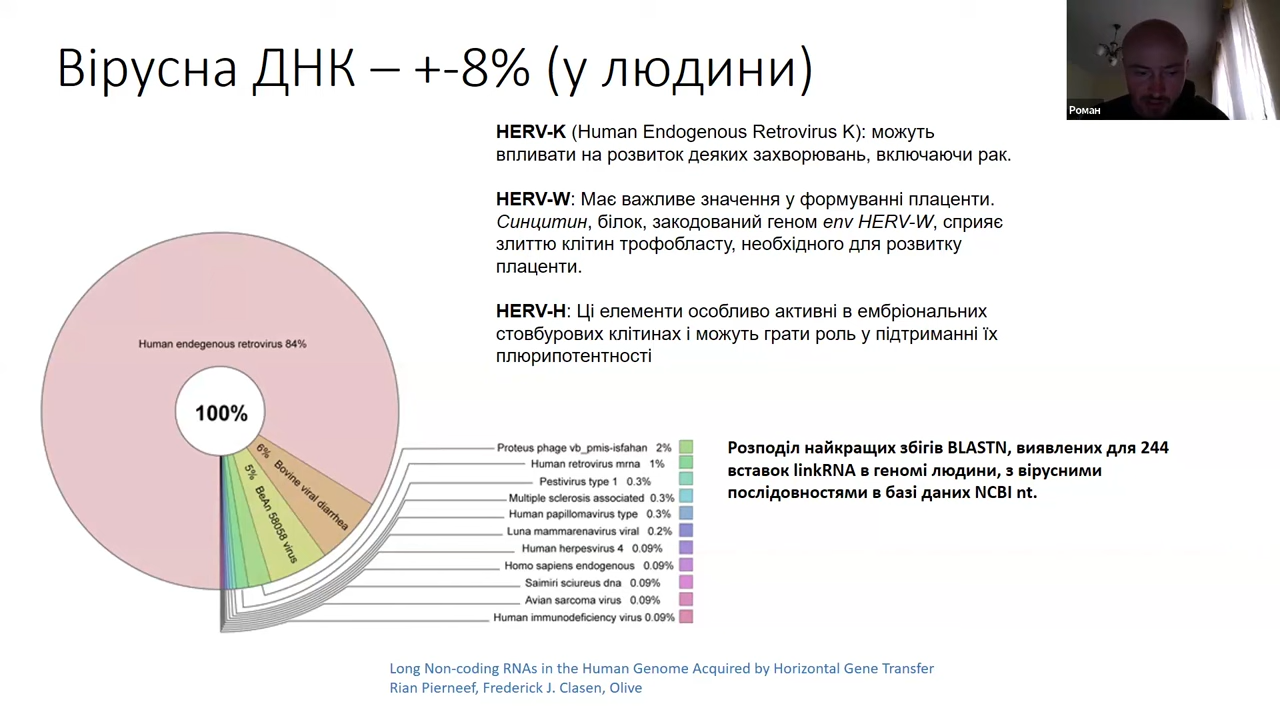 Вірусна ДНК – +-8% (у людини)
Роман
HERV-K (Human Endogenous Retrovirus K): можуть
впливати на розвиток деяких захворювань, включаючи рак.
HERV-W: Має важливе значення у формуванні плаценти.
Синцитин, білок, закодований геном env HERV-W, сприяє
злиттю клітин трофобласту, необхідного для розвитку
плаценти.
HERV-H: Ці елементи особливо активні в ембріональних
стовбурових клітинах і можуть грати роль у підтриманні їх
плюрипотентності
Human endegenous retrovirus 84%
100%
6% Bovine viral diarrhea
5% BeAn 58058 virus
Proteus phage vb_pmis-isfahan 2%
Human retrovirus mrna 1%
Pestivirus type 1 0.3%
Multiple sclerosis associated 0.3%
Human papillomavirus type 0.3%
Luna mammarenavirus viral 0.2%
Human herpesvirus 4 0.09%
Homo sapiens endogenous 0.09%
Saimiri sciureus dna 0.09%
Avian sarcoma virus 0.09%
Human immunodeficiency virus 0.09%
Розподіл найкращих збігів BLASTN, виявлених для 244
вставок linkRNA в геномі людини, з вірусними
послідовностями в базі даних NCBI nt.
Long Non-coding RNAs in the Human Genome Acquired by Horizontal Gene Transfer
Rian Pierneef, Frederick J. Clasen, Olive